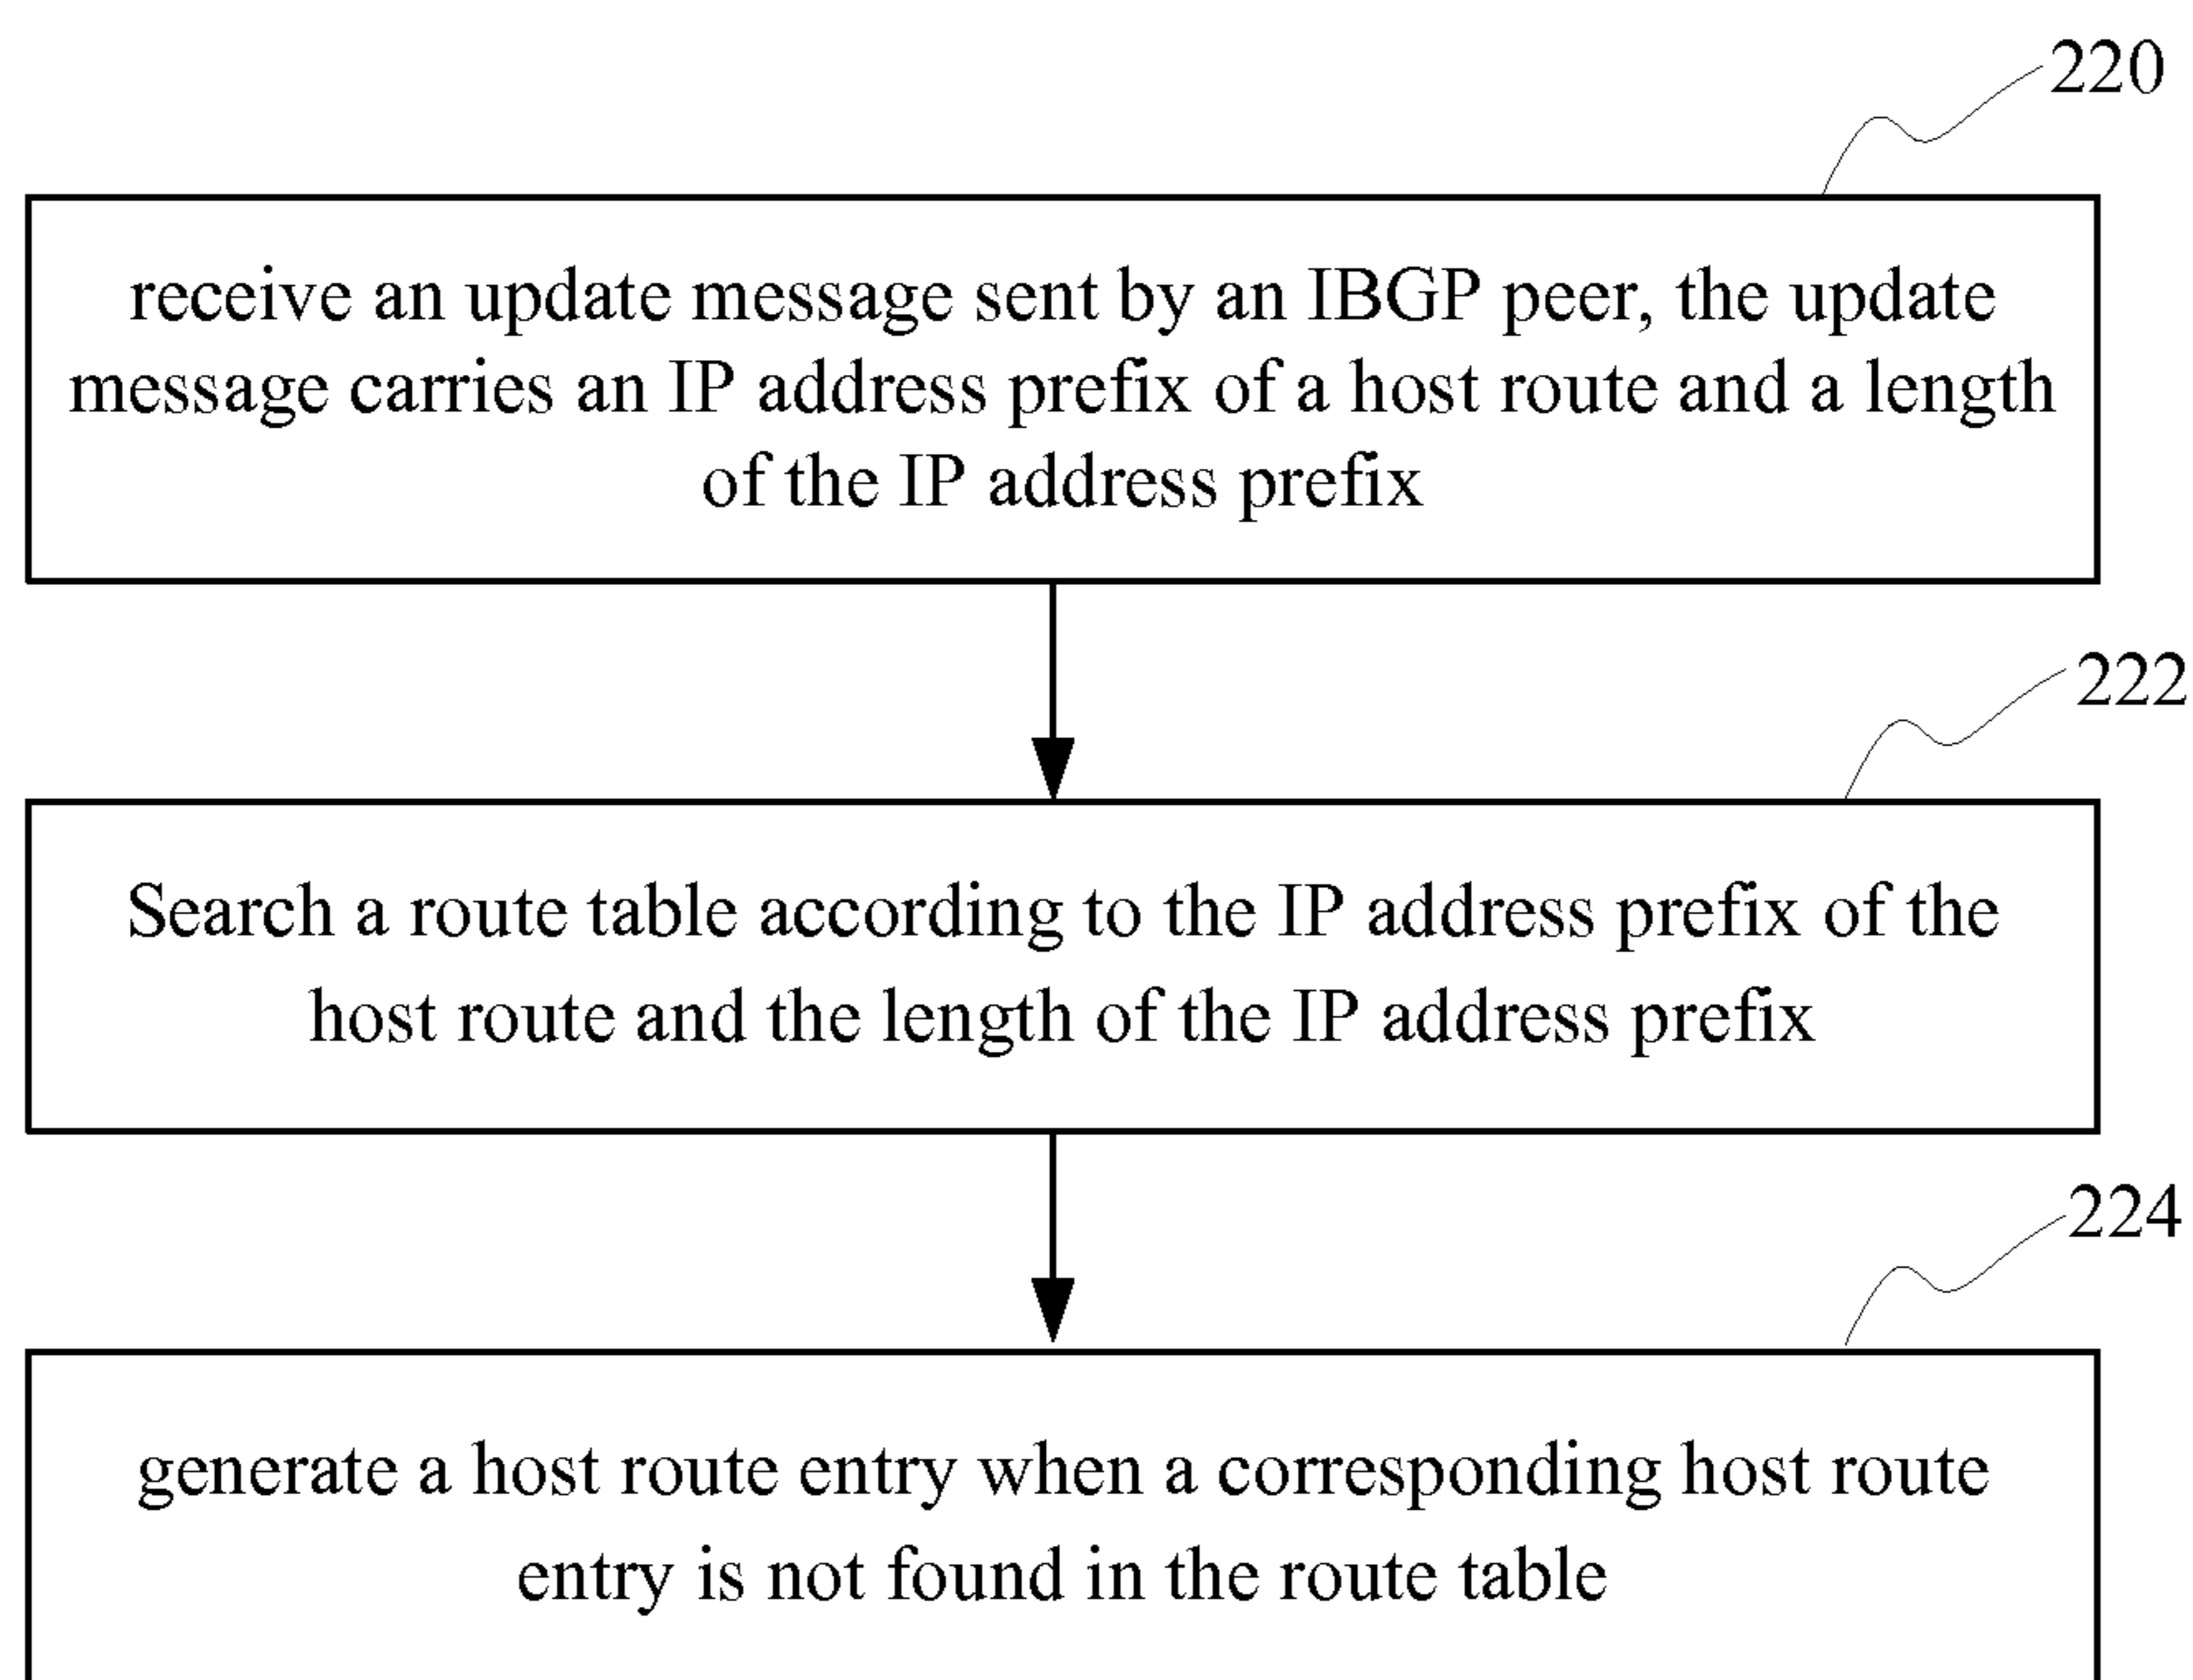 220
receive an update message sent by an IBGP peer, the update
message carries an IP address prefix of a host route and a length
of the IP address prefix
222
Search a route table according to the IP address prefix of the
host route and the length of the IP address prefix
224
generate a host route entry when a corresponding host route
entry is not found in the route table